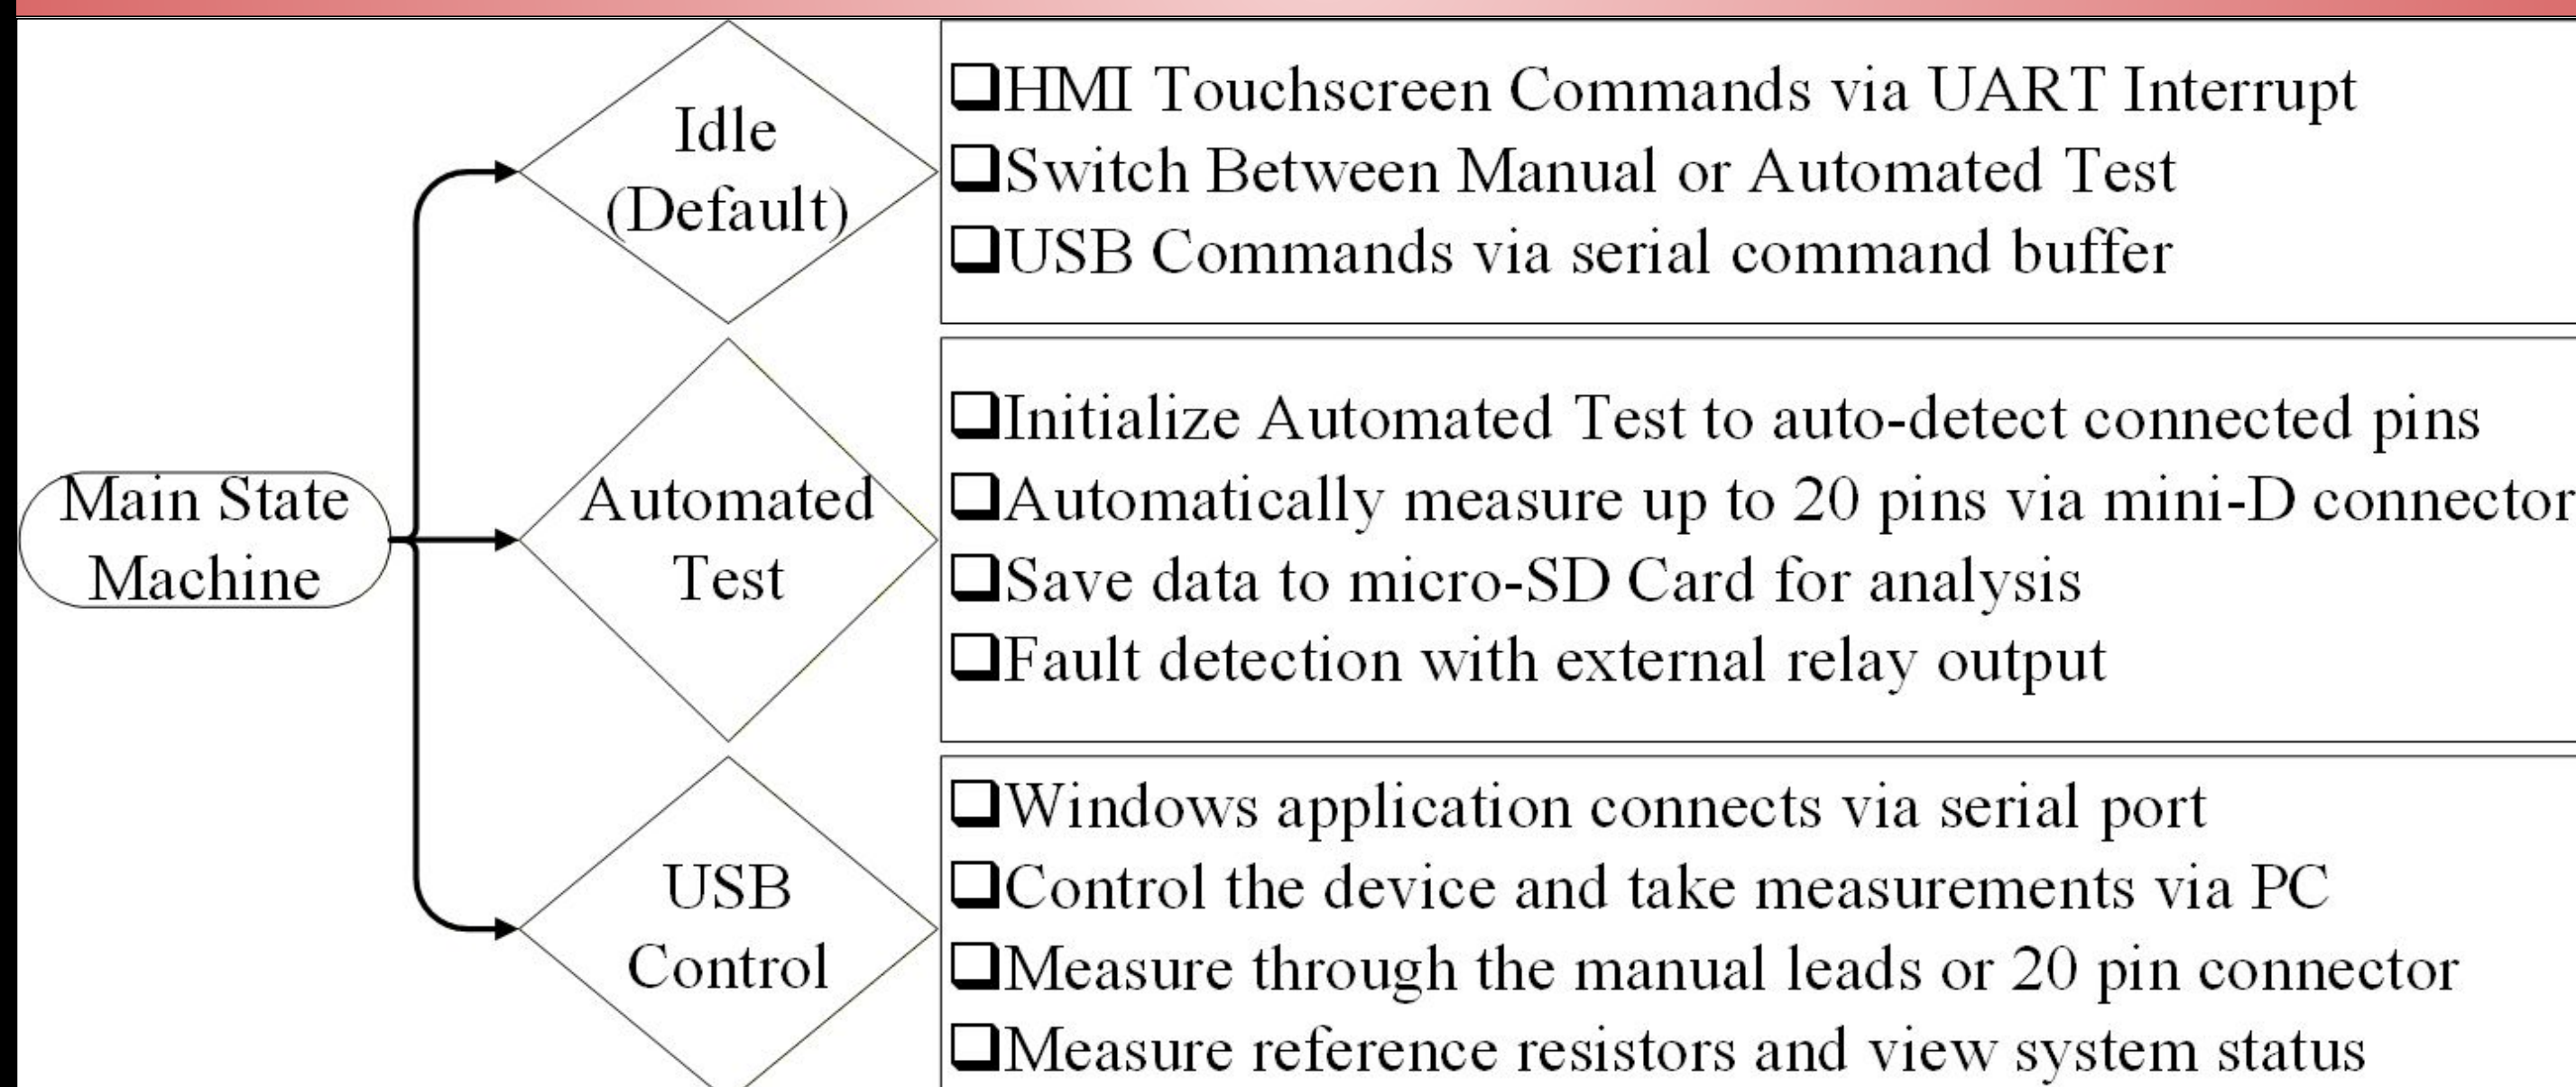 Main State
Machine
Idle
(Default)
❑HMI Touchscreen Commands via UART Interrupt
❑Switch Between Manual or Automated Test
❑USB Commands via serial command buffer
Automated
Test
❑Initialize Automated Test to auto-detect connected pins
❑Automatically measure up to 20 pins via mini-D connector
❑Save data to micro-SD Card for analysis
❑Fault detection with external relay output
USB
Control
❑Windows application connects via serial port
❑Control the device and take measurements via PC
❑Measure through the manual leads or 20 pin connector
❑Measure reference resistors and view system status